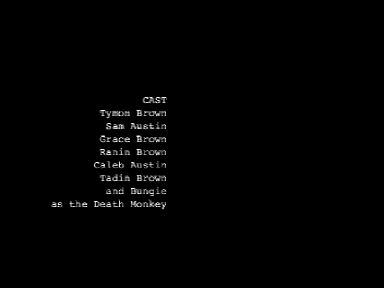 CAST
Tymon Brown
Sam Austin
Grace Brown
Ranin Brown
Caleb Austin
Tadin Brown
and Bungie
as the Death Monkey